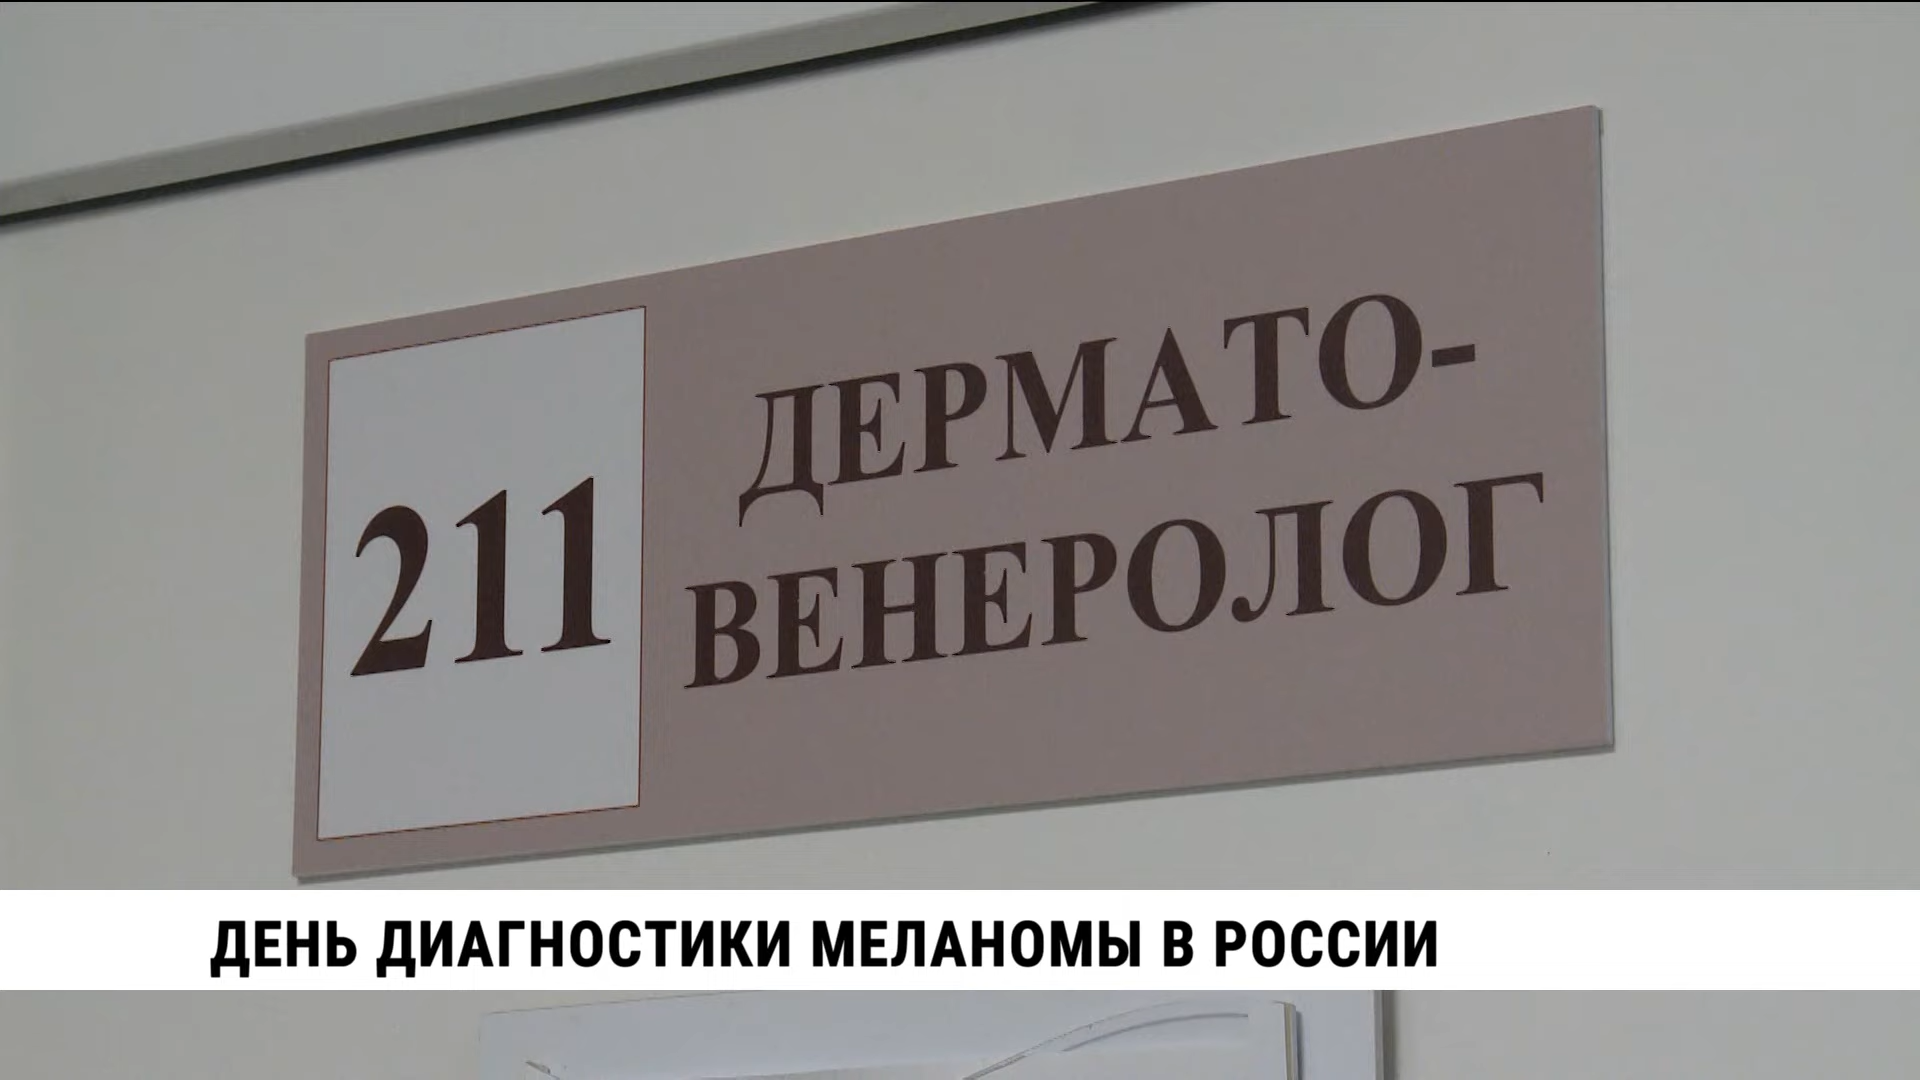 211
ДЕРМАТО-
ВЕНЕРОЛОГ
ДЕНЬ ДИАГНОСТИКИ МЕЛАНОМЫ В РОССИИ